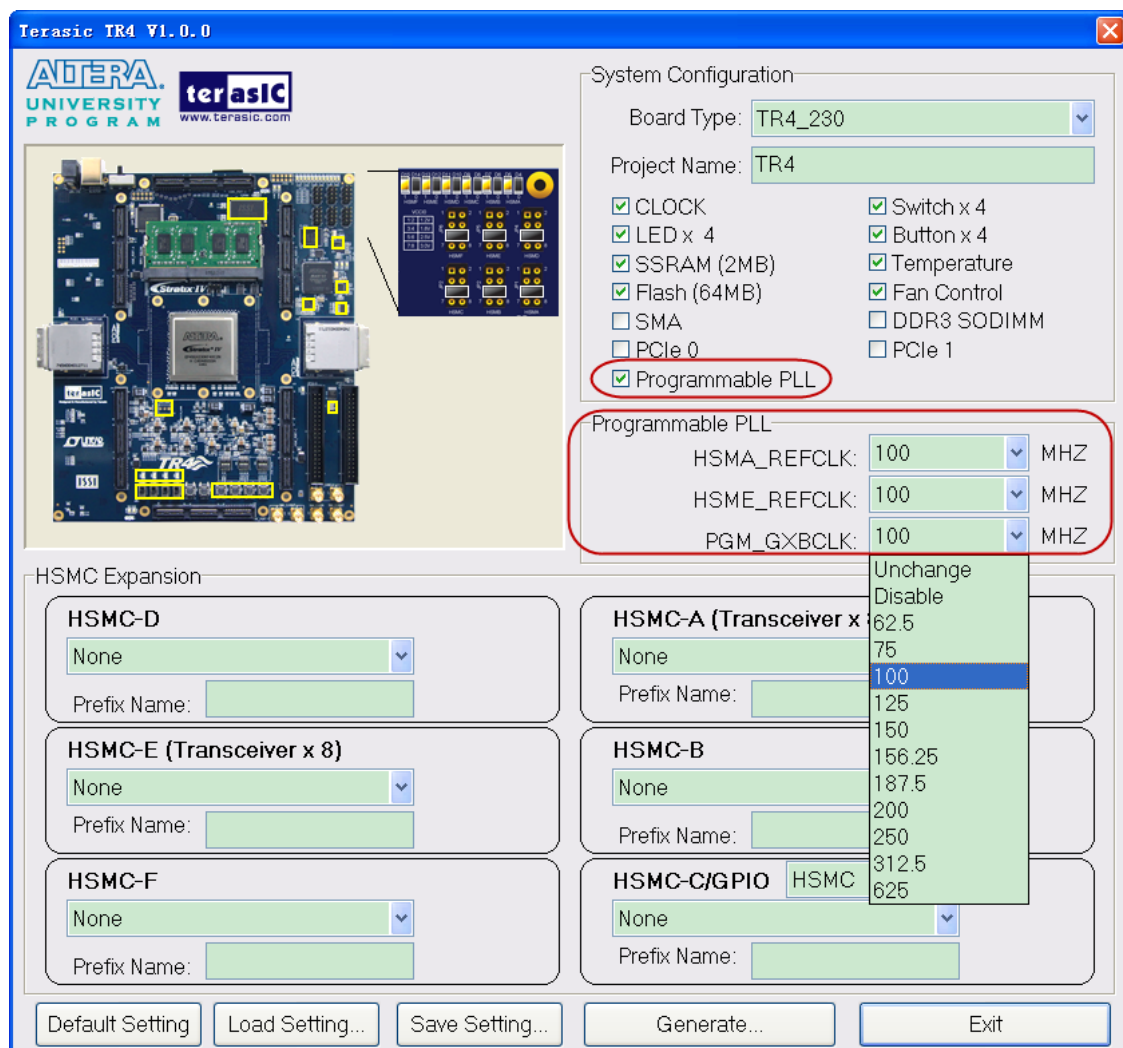 Terasic TR4 V1.0.0
ALTERA.
UNIVERSITY
PROGRAM
terasIC
www.terasic.com
System Configuration
Board Type: TR4_230
Project Name: TR4
CLOCK
Switch x 4
LED x 4
Button x 4
SSRAM (2MB)
Temperature
Flash (64MB)
Fan Control
SMA
DDR3 SODIMM
PCIe 0
PCIe 1
Programmable PLL
Stratix IV
TR4
Programmable PLL
HSMA_REFCLK: 100 MHZ
HSME_REFCLK: 100 MHZ
PGM_GXBCLK: 100 MHZ
Unchange
Disable
62.5
75
100
125
150
156.25
187.5
200
250
312.5
625
HSMC Expansion
HSMC-D
None
Prefix Name:
HSMC-A (Transceiver x
None
Prefix Name:
HSMC-E (Transceiver x 8)
None
Prefix Name:
HSMC-B
None
Prefix Name:
HSMC-F
None
Prefix Name:
HSMC-C/GPIO HSMC
None
Prefix Name:
Default Setting
Load Setting...
Save Setting...
Generate...
Exit